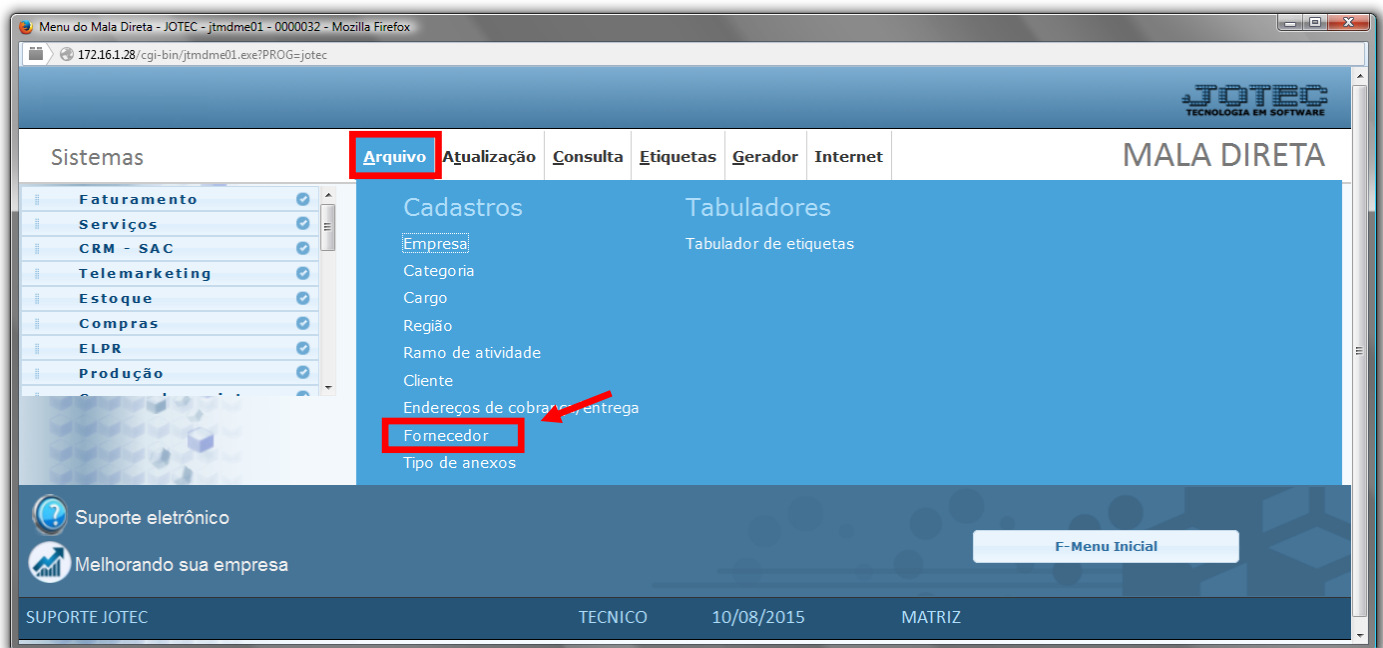 Menu do Mala Direta - JOTEC - jtmdme01 - 0000032 - Mozilla Firefox
172.16.1.28/cgi-bin/jtmdme01.exe?PROG=jotec
JOTEC
TECNOLOGIA EM SOFTWARE
Sistemas
Arquivo Atualização Consulta Etiquetas Gerador Internet
MALA DIRETA
Faturamento
Serviços
CRM - SAC
Telemarketing
Estoque
Compras
ELPR
Produção
Cadastros
Empresa
Categoria
Cargo
Região
Ramo de atividade
Cliente
Endereços de cobrança/entrega
Fornecedor
Tipo de anexos
Tabuladores
Tabulador de etiquetas
Suporte eletrônico
Melhorando sua empresa
F-Menu Inicial
SUPORTE JOTEC TECNICO 10/08/2015 MATRIZ